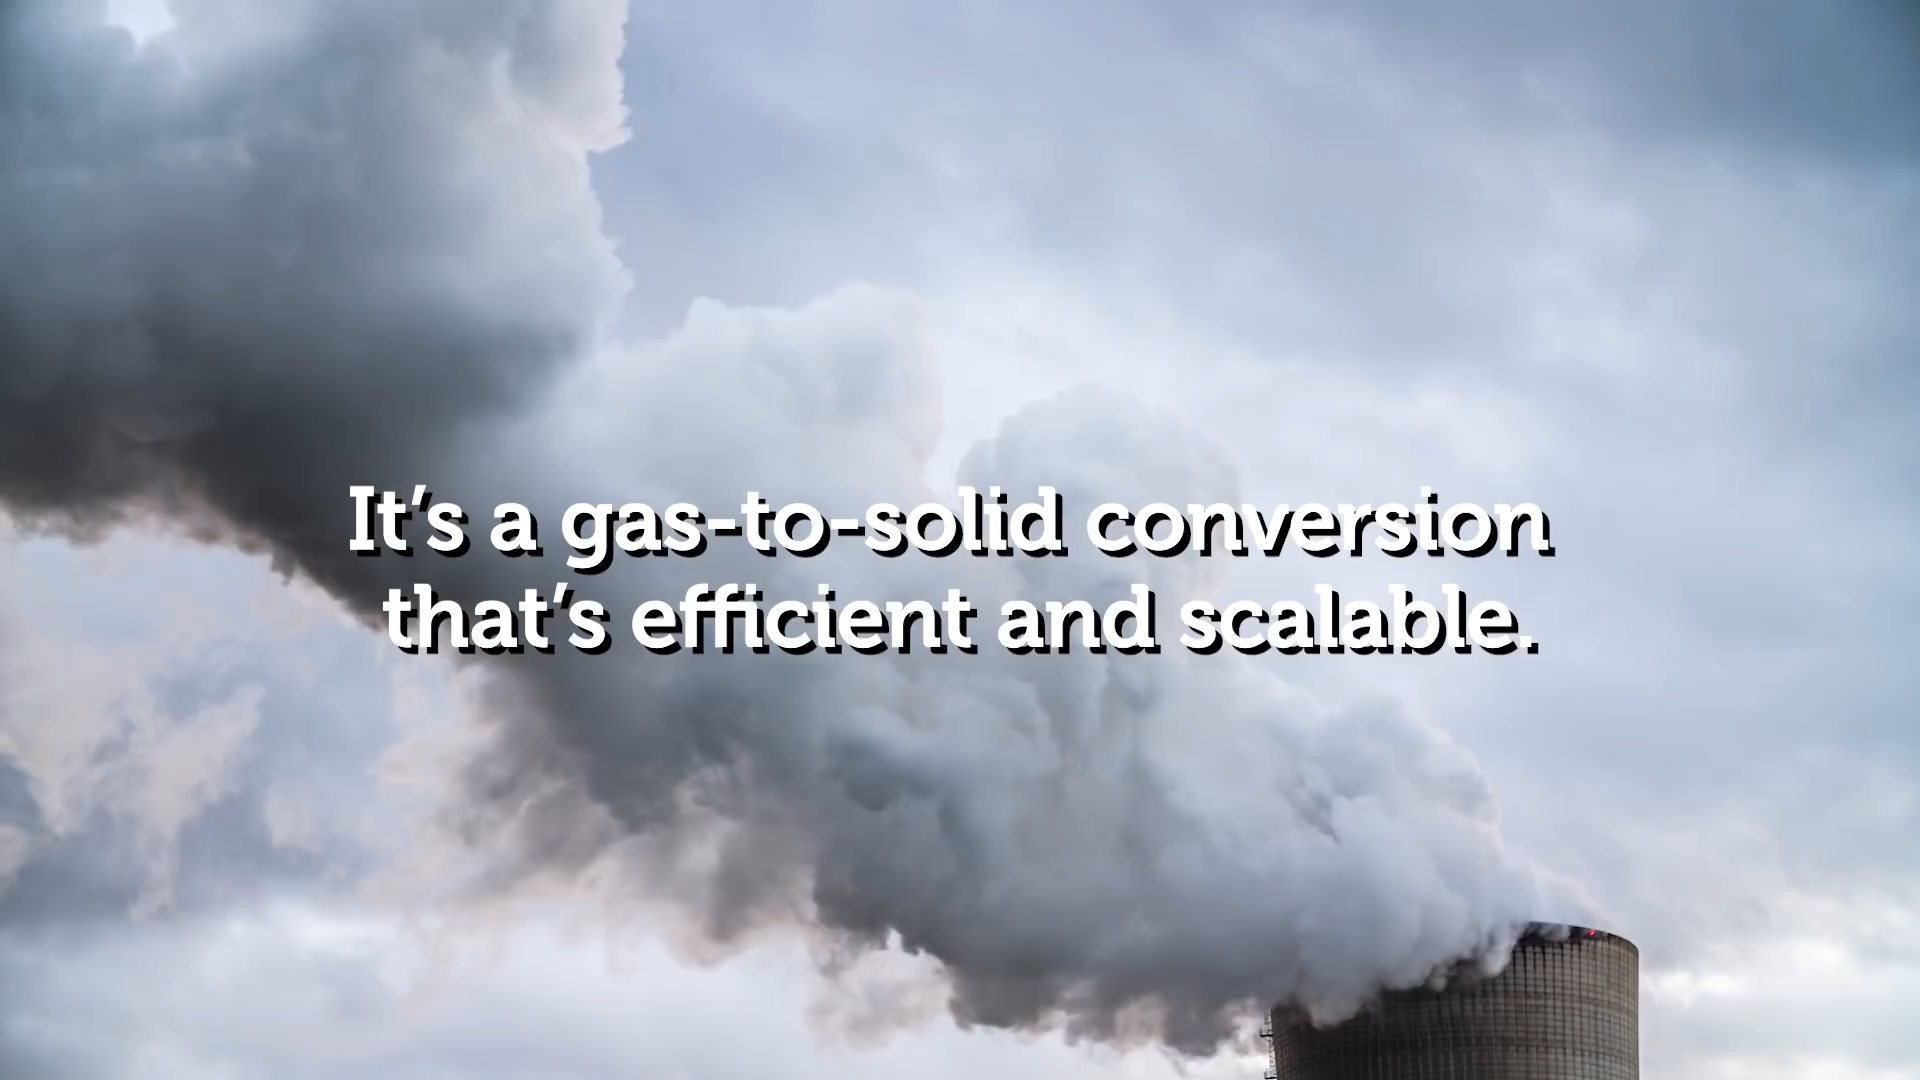 It’s a gas-to-solid conversion
that’s efficient and scalable.